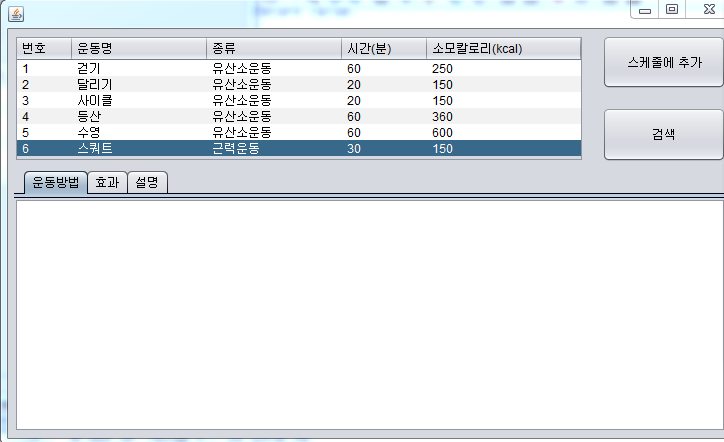 번호 운동명 종류 시간(분) 소모칼로리(kcal)
1 걷기 유산소운동 60 250
2 달리기 유산소운동 20 150
3 사이클 유산소운동 20 150
4 등산 유산소운동 60 360
5 수영 유산소운동 60 600
6 스쿼트 근력운동 30 150
스케줄에 추가
검색
운동방법 효과 설명